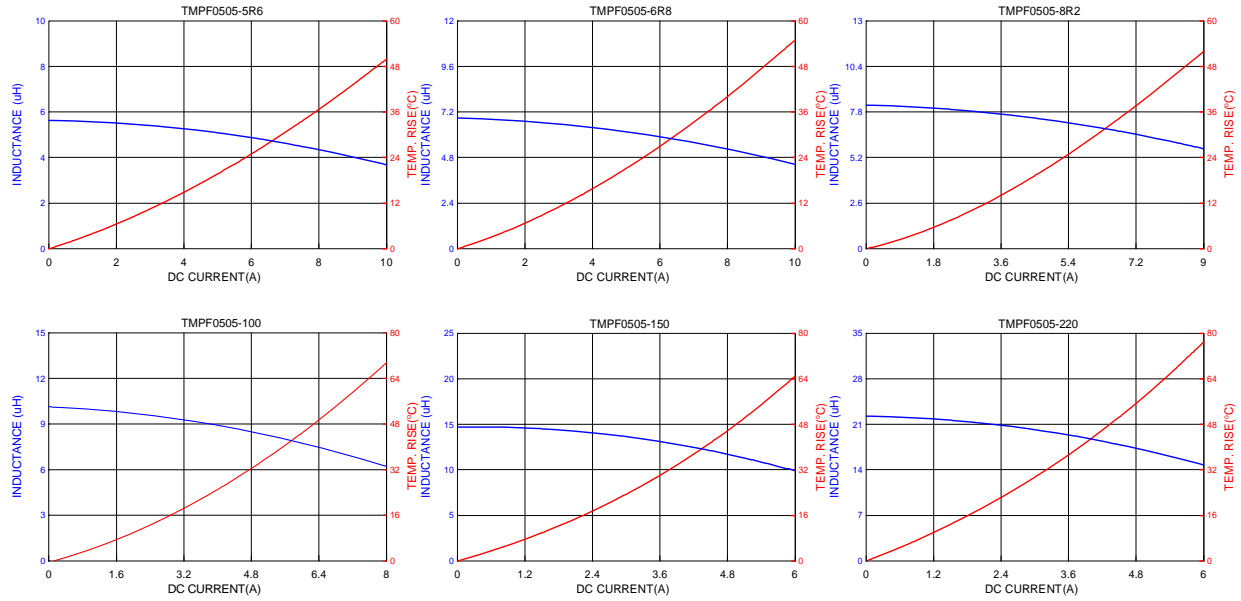 TMPF0505-5R6
INDUCTANCE (uH)
10
8
6
4
2
0
60
48
36
24
12
0
TEMP. RISE(°C)
0 2 4 6 8 10
DC CURRENT(A)
TMPF0505-6R8
INDUCTANCE (uH)
12
9.6
7.2
4.8
2.4
0
60
48
36
24
12
0
TEMP. RISE(°C)
0 2 4 6 8 10
DC CURRENT(A)
TMPF0505-8R2
INDUCTANCE (uH)
13
10.4
7.8
5.2
2.6
0
60
48
36
24
12
0
TEMP. RISE(°C)
0 1.8 3.6 5.4 7.2 9
DC CURRENT(A)
TMPF0505-100
INDUCTANCE (uH)
15
12
9
6
3
0
80
64
48
32
16
0
TEMP. RISE(°C)
0 1.6 3.2 4.8 6.4 8
DC CURRENT(A)
TMPF0505-150
INDUCTANCE (uH)
25
20
15
10
5
0
80
64
48
32
16
0
TEMP. RISE(°C)
0 1.2 2.4 3.6 4.8 6
DC CURRENT(A)
TMPF0505-220
INDUCTANCE (uH)
35
28
21
14
7
0
80
64
48
32
16
0
TEMP. RISE(°C)
0 1.2 2.4 3.6 4.8 6
DC CURRENT(A)